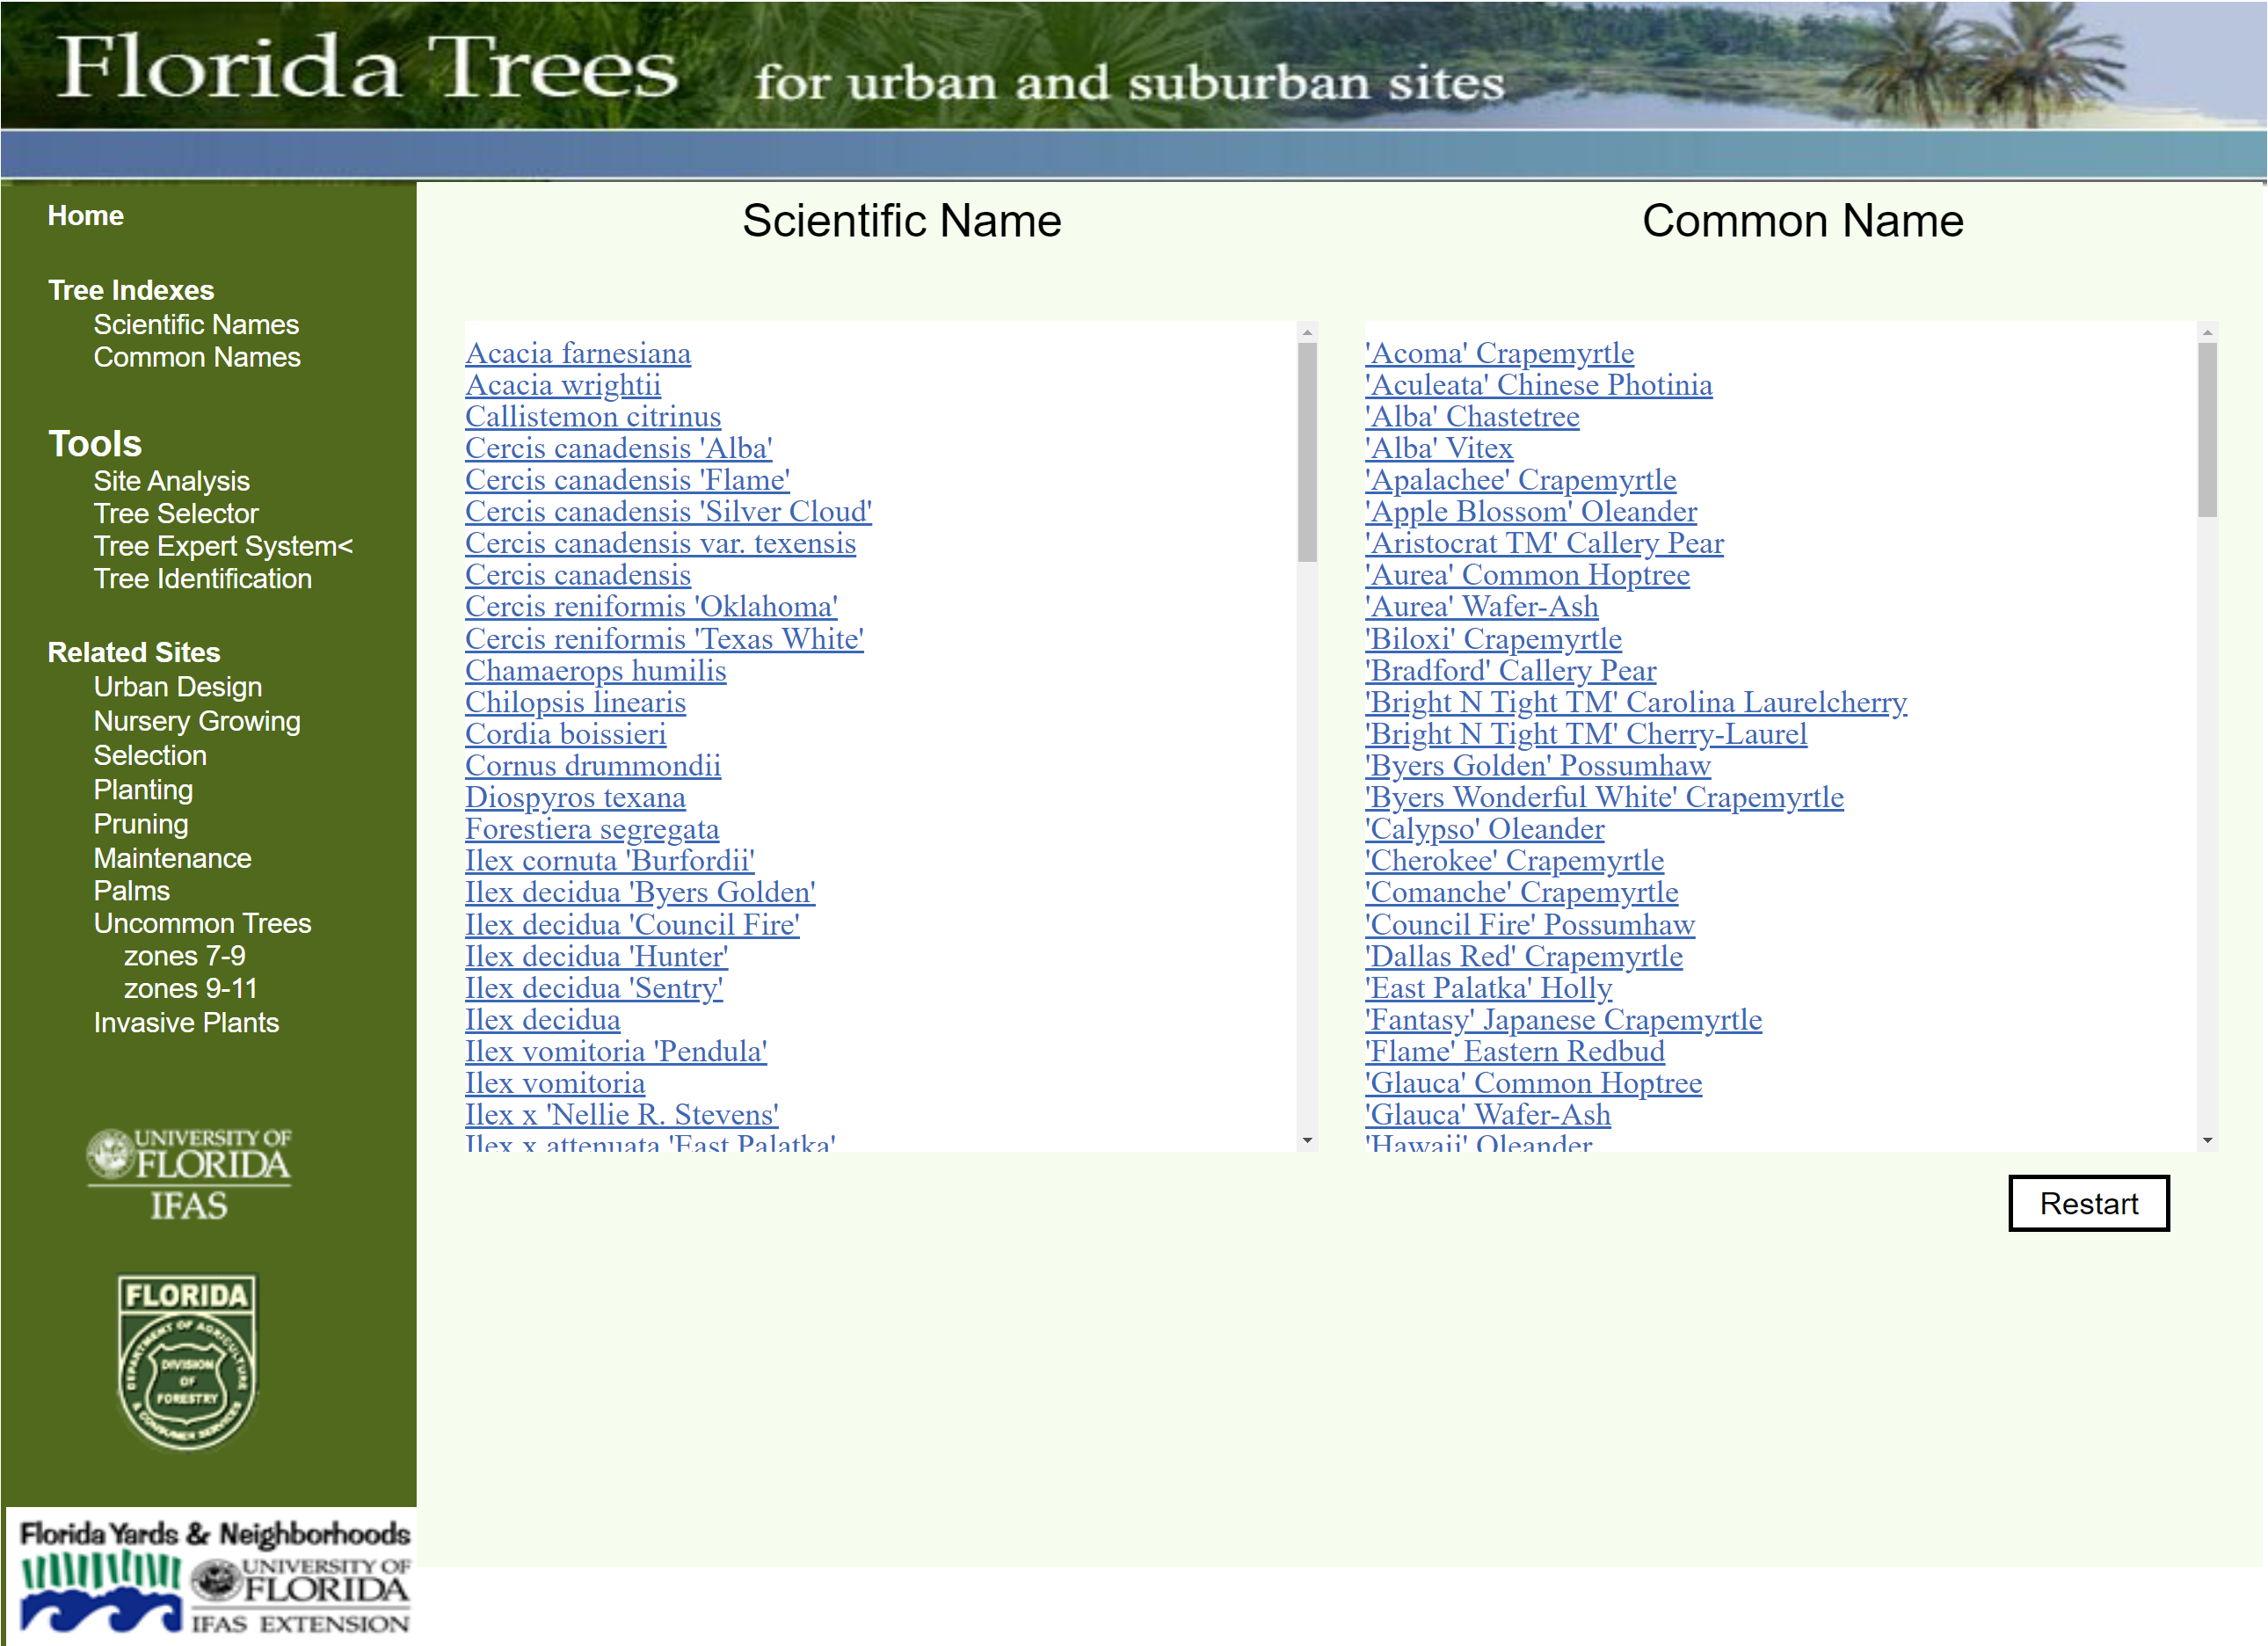 Florida Trees for urban and suburban sites
Home
Tree Indexes
Scientific Names
Common Names
Tools
Site Analysis
Tree Selector
Tree Expert System<
Tree Identification
Related Sites
Urban Design
Nursery Growing
Selection
Planting
Pruning
Maintenance
Palms
Uncommon Trees
zones 7-9
zones 9-11
Invasive Plants
UNIVERSITY OF
FLORIDA
IFAS
FLORIDA
DEPARTMENT OF AGRICULTURE
& CONSUMER SERVICES
DIVISION
OF
FORESTRY
Florida Yards & Neighborhoods
UNIVERSITY OF
FLORIDA
IFAS EXTENSION
Scientific Name
Acacia farnesiana
Acacia wrightii
Callistemon citrinus
Cercis canadensis 'Alba'
Cercis canadensis 'Flame'
Cercis canadensis 'Silver Cloud'
Cercis canadensis var. texensis
Cercis canadensis
Cercis reniformis 'Oklahoma'
Cercis reniformis 'Texas White'
Chamaerops humilis
Chilopsis linearis
Cordia boissieri
Cornus drummondii
Diospyros texana
Forestiera segregata
Ilex cornuta 'Burfordii'
Ilex decidua 'Byers Golden'
Ilex decidua 'Council Fire'
Ilex decidua 'Hunter'
Ilex decidua 'Sentry'
Ilex decidua
Ilex vomitoria 'Pendula'
Ilex vomitoria
Ilex x 'Nellie R. Stevens'
Ilex x attenuata 'East Palatka'
Common Name
'Acoma' Crapemyrtle
'Aculeata' Chinese Photinia
'Alba' Chastetree
'Alba' Vitex
'Apalachee' Crapemyrtle
'Apple Blossom' Oleander
'Aristocrat TM' Callery Pear
'Aurea' Common Hoptree
'Aurea' Wafer-Ash
'Biloxi' Crapemyrtle
'Bradford' Callery Pear
'Bright N Tight TM' Carolina Laurelcherry
'Bright N Tight TM' Cherry-Laurel
'Byers Golden' Possumhaw
'Byers Wonderful White' Crapemyrtle
'Calypso' Oleander
'Cherokee' Crapemyrtle
'Comanche' Crapemyrtle
'Council Fire' Possumhaw
'Dallas Red' Crapemyrtle
'East Palatka' Holly
'Fantasy' Japanese Crapemyrtle
'Flame' Eastern Redbud
'Glauca' Common Hoptree
'Glauca' Wafer-Ash
'Hawaii' Oleander
Restart